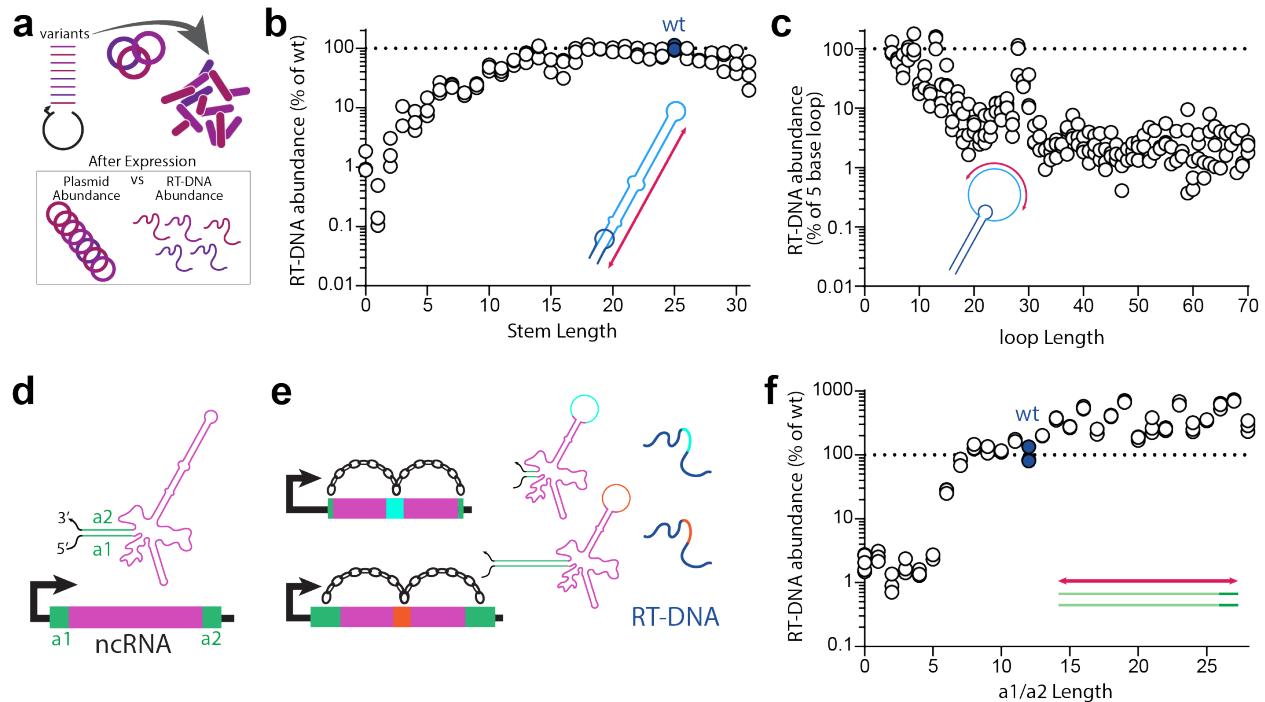 a
variants
After Expression
Plasmid Abundance
vs
RT-DNA Abundance
b
wt
RT-DNA abundance (% of wt)
100
10
1
0.1
0.01
0
5
10
15
20
25
30
Stem Length
c
RT-DNA abundance
(% of 5 base loop)
100
10
1
0.1
0.01
0
10
20
30
40
50
60
70
loop Length
d
3′
a2
5′
a1
a1
ncRNA
a2
e
RT-DNA
f
wt
RT-DNA abundance (% of wt)
1000
100
10
1
0.1
0
5
10
15
20
25
a1/a2 Length